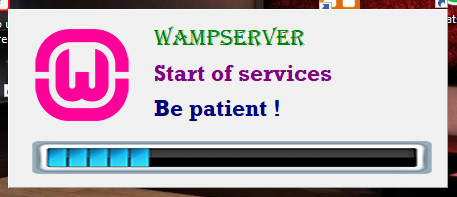 WAMPSERVER
Start of services
Be patient !